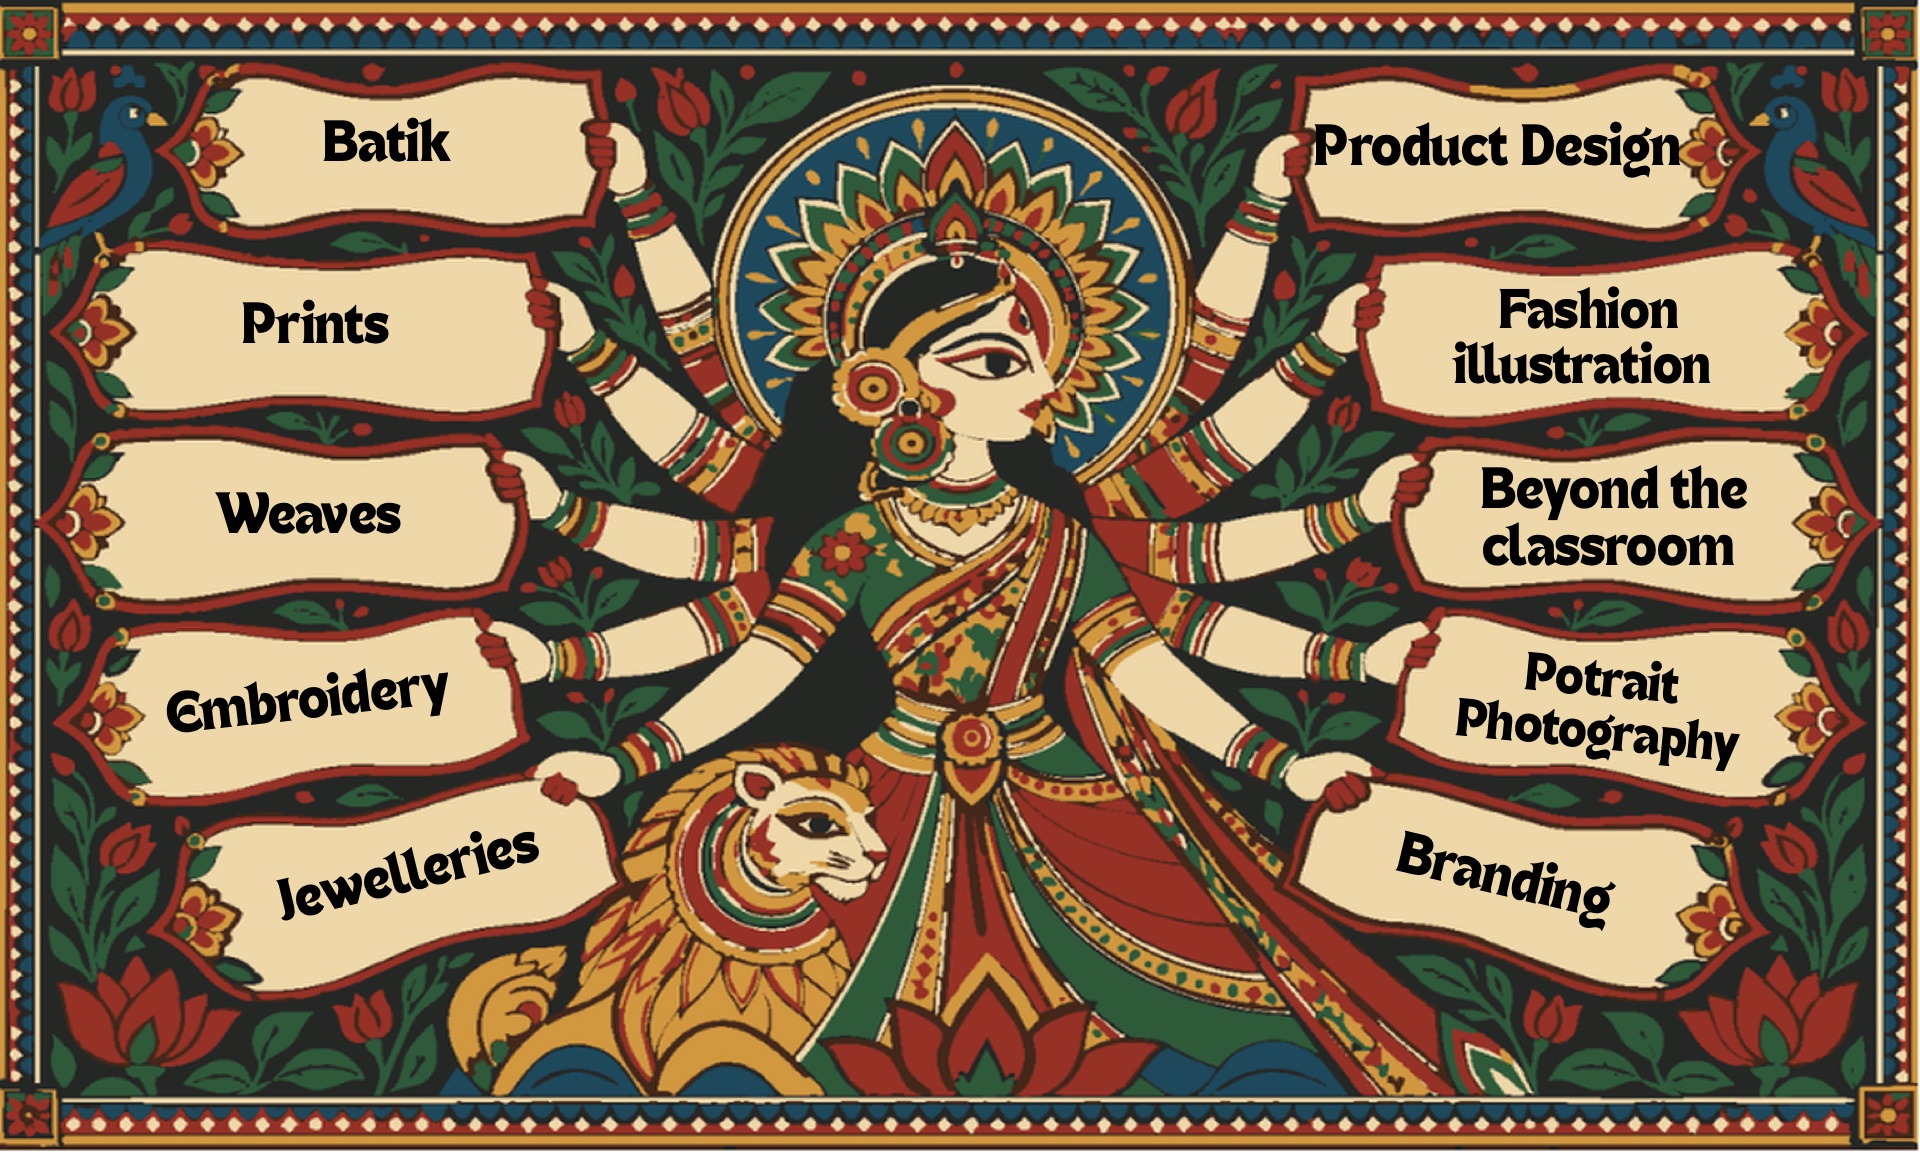 Batik
Prints
Weaves
Embroidery
Jewelleries
Product Design
Fashion
illustration
Beyond the
classroom
Potrait
Photography
Branding